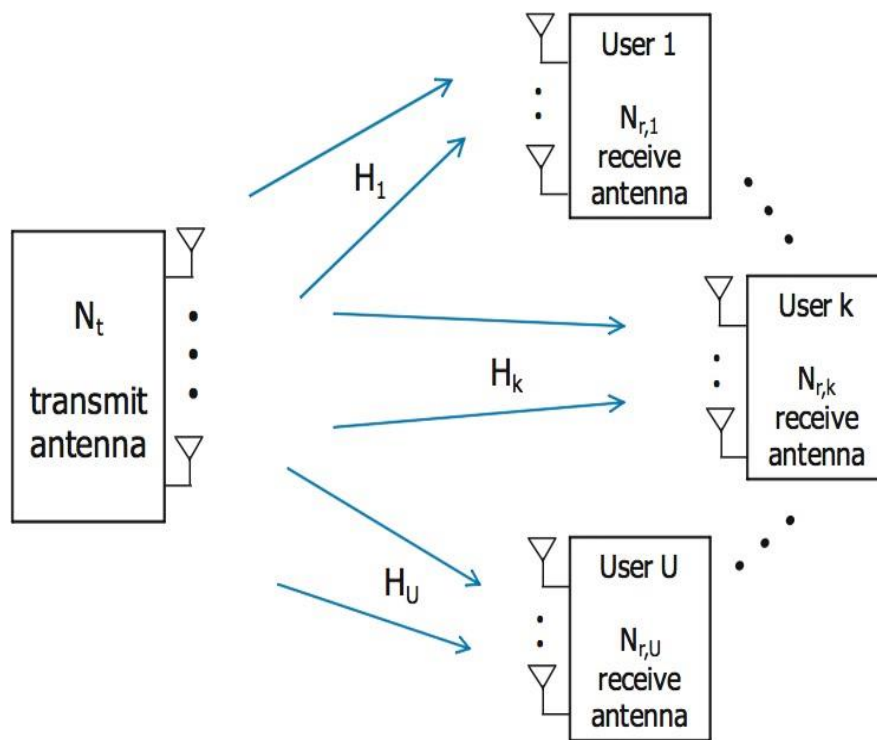 User 1
N_{r,1}
receive
antenna
H_1
N_t
transmit
antenna
User k
N_{r,k}
receive
antenna
H_k
User U
N_{r,U}
receive
antenna
H_U